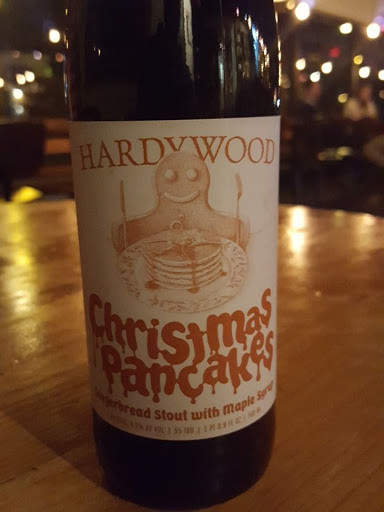 HARDYWOOD
Christmas
Pancakes
Gingerbread Stout with Maple Syrup